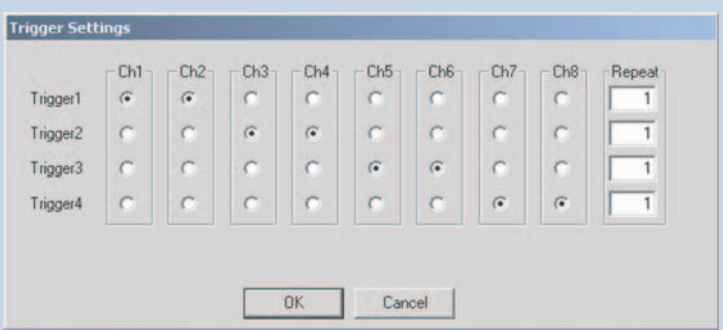 Trigger Settings
Ch1 Ch2 Ch3 Ch4 Ch5 Ch6 Ch7 Ch8 Repeat
Trigger1 1
Trigger2 1
Trigger3 1
Trigger4 1
OK Cancel